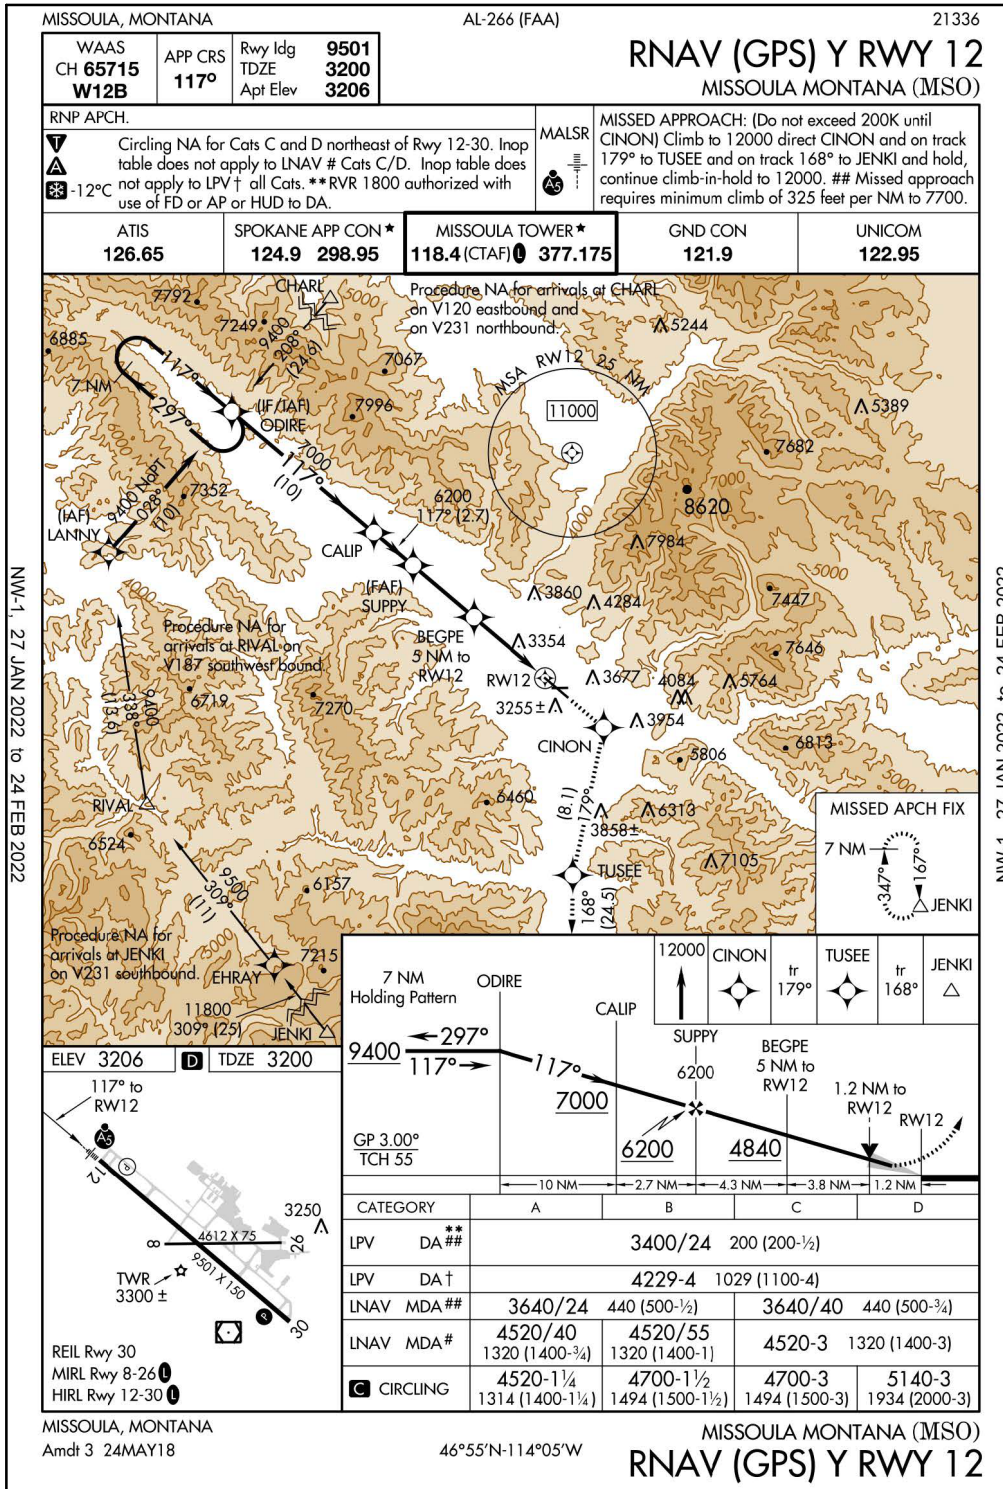 MISSOULA, MONTANA
AL-266 (FAA)
21336
WAAS
CH 65715
W12B
APP CRS
117°
Rwy ldg 9501
TDZE 3200
Apt Elev 3206
RNAV (GPS) Y RWY 12
MISSOULA MONTANA (MSO)
RNP APCH.
T
A
-12°C
Circling NA for Cats C and D northeast of Rwy 12-30. Inop
table does not apply to LNAV # Cats C/D. Inop table does
not apply to LPV † all Cats. **RVR 1800 authorized with
use of FD or AP or HUD to DA.
MALSR
A5
MISSED APPROACH: (Do not exceed 200K until
CINON) Climb to 12000 direct CINON and on track
179° to TUSEE and on track 168° to JENKI and hold,
continue climb-in-hold to 12000. ## Missed approach
requires minimum climb of 325 feet per NM to 7700.
ATIS
126.65
SPOKANE APP CON★
124.9 298.95
MISSOULA TOWER★
118.4 (CTAF) L 377.175
GND CON
121.9
UNICOM
122.95
Procedure NA for arrivals at CHARL
on V120 eastbound and
on V231 northbound.
CHARL
7792
7249
5000
9400
208°
(24.6)
6885
7067
5244
7 NM
117°
297°
(IF/IAF)
ODIRE
7996
MSA RW12 25 NM
11000
5389
7682
7000
117°
(10)
6200
117° (2.7)
7000
8620
7352
9400 NoPT
028°
(10)
(IAF)
LANNY
CALIP
(FAF)
SUPPY
7984
5000
4000
3860
4284
7447
4000
Procedure NA for
arrivals at RIVAL on
V187 southwest bound.
BEGPE
5 NM to
RW12
3354
RW12
3677
4084
5764
7646
3255±
3954
CINON
6719
7270
9400
338°
(13.6)
5806
6813
RIVAL
6524
6460
(8.1)
179°
3858±
6313
7105
TUSEE
168°
(24.5)
MISSED APCH FIX
7 NM
347°
167°
JENKI
6157
9500
309°
(11)
Procedure NA for
arrivals at JENKI
on V231 southbound.
5000
EHRAY
7215
11800
309° (25)
JENKI
NW-1, 27 JAN 2022 to 24 FEB 2022
NW-1, 27 JAN 2022 to 24 FEB 2022
7 NM
Holding Pattern
ODIRE
CALIP
SUPPY
6200
BEGPE
5 NM to
RW12
1.2 NM to
RW12
RW12
12000
CINON
tr
179°
TUSEE
tr
168°
JENKI
9400
297°
117°
117°
7000
6200
4840
GP 3.00°
TCH 55
10 NM
2.7 NM
4.3 NM
3.8 NM
1.2 NM
ELEV 3206
D
TDZE 3200
117° to
RW12
A5
P
12
3250
8
4612 X 75
26
9501 X 150
TWR
3300 ±
P
30
REIL Rwy 30
MIRL Rwy 8-26 L
HIRL Rwy 12-30 L
CATEGORY A B C D
LPV DA **## 3400/24 200 (200-½)
LPV DA † 4229-4 1029 (1100-4)
LNAV MDA ## 3640/24 440 (500-½) 3640/40 440 (500-¾)
LNAV MDA # 4520/40 1320 (1400-¾) 4520/55 1320 (1400-1) 4520-3 1320 (1400-3)
C CIRCLING 4520-1¼ 1314 (1400-1¼) 4700-1½ 1494 (1500-1½) 4700-3 1494 (1500-3) 5140-3 1934 (2000-3)
MISSOULA, MONTANA
Amdt 3 24MAY18
46°55'N-114°05'W
MISSOULA MONTANA (MSO)
RNAV (GPS) Y RWY 12